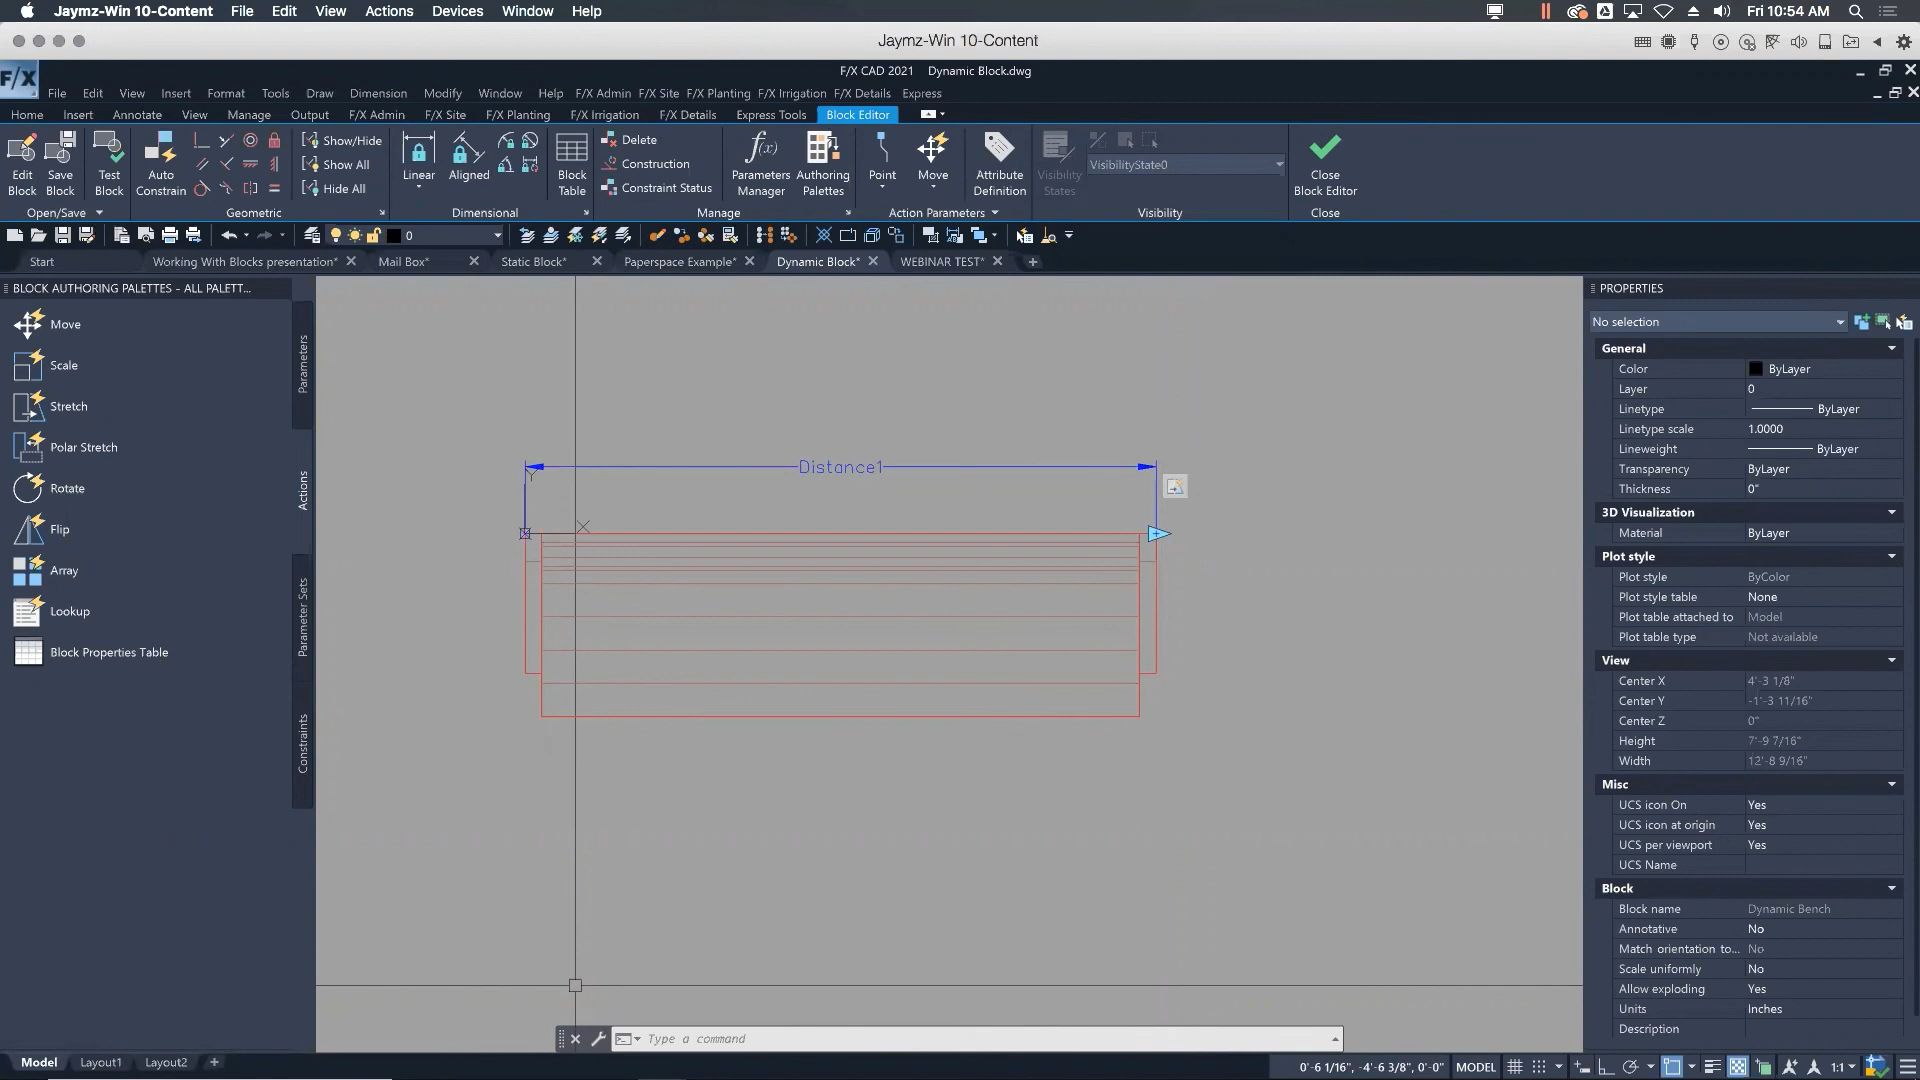 Jaymz-Win 10-Content File Edit View Actions Devices Window Help Fri 10:54 AM
Jaymz-Win 10-Content
F/X F/X CAD 2021 Dynamic Block.dwg
File Edit View Insert Format Tools Draw Dimension Modify Window Help F/X Admin F/X Site F/X Planting F/X Irrigation F/X Details Express
Home Insert Annotate View Manage Output F/X Admin F/X Site F/X Planting F/X Irrigation F/X Details Express Tools Block Editor
Edit Block
Save Block
Test Block
Open/Save
Auto Constrain
Show/Hide
Show All
Hide All
Geometric
Linear
Aligned
Dimensional
Block Table
Delete
Construction
Constraint Status
Manage
f(x)
Parameters Manager
Authoring Palettes
Point
Move
Action Parameters
Attribute Definition
Visibility States
VisibilityState0
Visibility
Close Block Editor
Close
0
Start Working With Blocks presentation* Mail Box* Static Block* Paperspace Example* Dynamic Block* WEBINAR TEST*
BLOCK AUTHORING PALETTES - ALL PALETT...
Move
Scale
Stretch
Polar Stretch
Rotate
Flip
Array
Lookup
Block Properties Table
Parameters
Actions
Parameter Sets
Constraints
Distance1
Y
X
Type a command
PROPERTIES
No selection
General
Color ByLayer
Layer 0
Linetype ByLayer
Linetype scale 1.0000
Lineweight ByLayer
Transparency ByLayer
Thickness 0"
3D Visualization
Material ByLayer
Plot style
Plot style ByColor
Plot style table None
Plot table attached to Model
Plot table type Not available
View
Center X 4'-3 1/8"
Center Y -1'-3 11/16"
Center Z 0"
Height 7'-9 7/16"
Width 12'-8 9/16"
Misc
UCS icon On Yes
UCS icon at origin Yes
UCS per viewport Yes
UCS Name
Block
Block name Dynamic Bench
Annotative No
Match orientation to... No
Scale uniformly No
Allow exploding Yes
Units Inches
Description
Model Layout1 Layout2 0'-6 1/16", -4'-6 3/8", 0'-0" MODEL 1:1